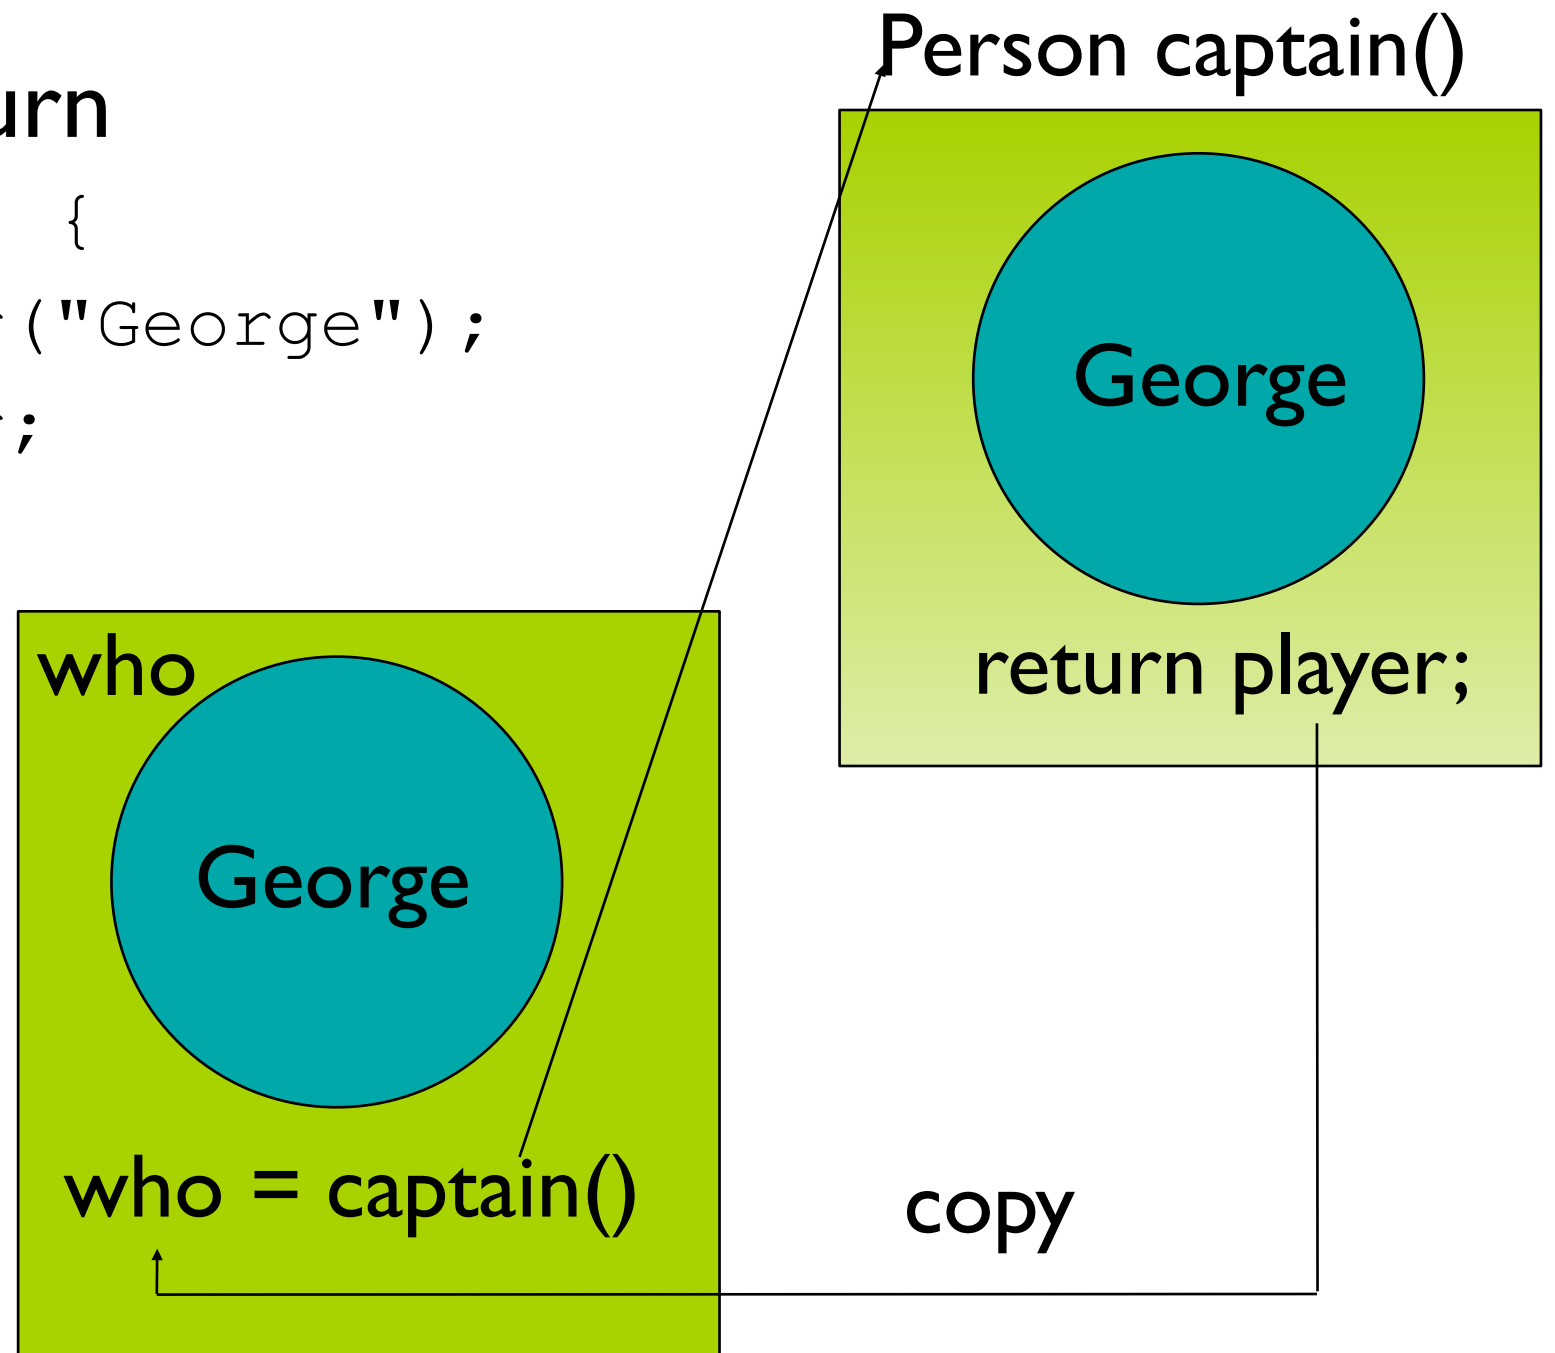 urn
{
("George");
;
Person captain()
George
return player;
who
George
who = captain()
copy